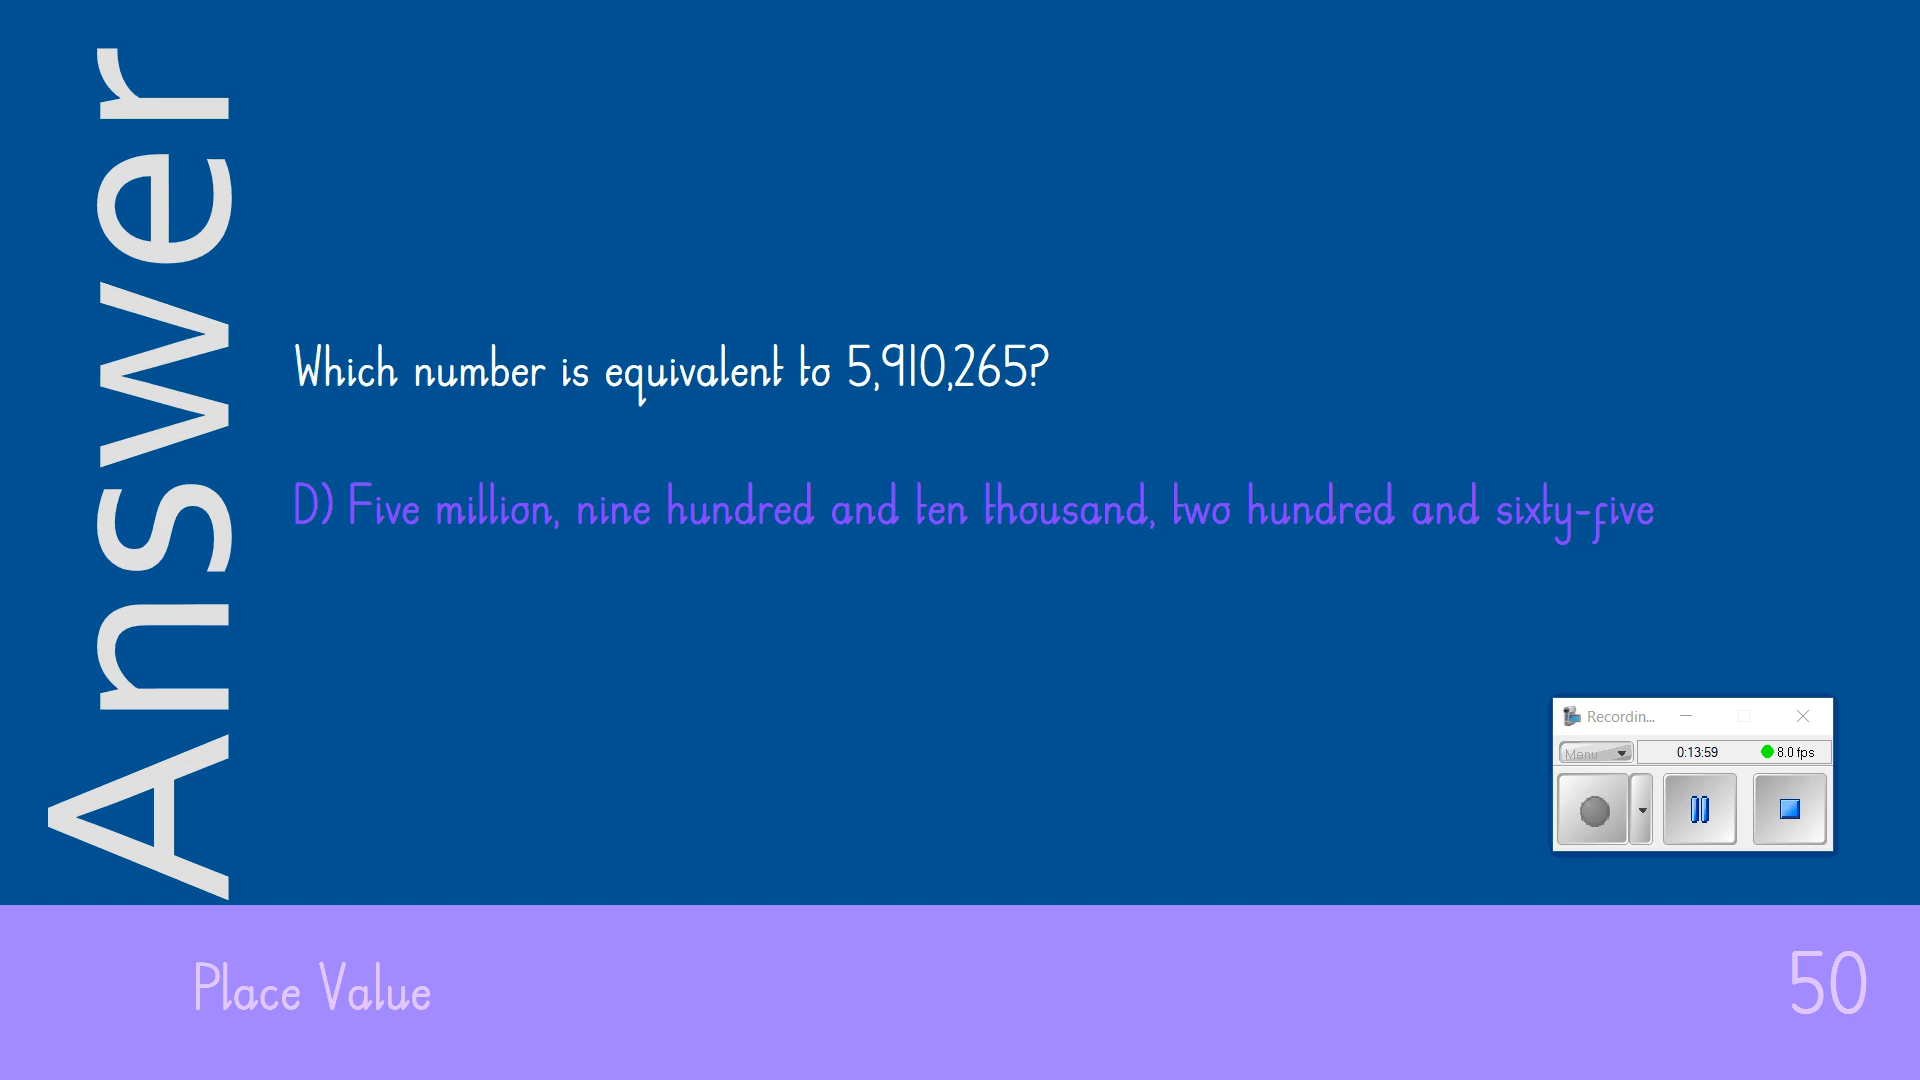 Answer
Which number is equivalent to 5,910,265?
D) Five million, nine hundred and ten thousand, two hundred and sixty-five
Recordin...
Menu
0:13:59
8.0 fps
Place Value
50